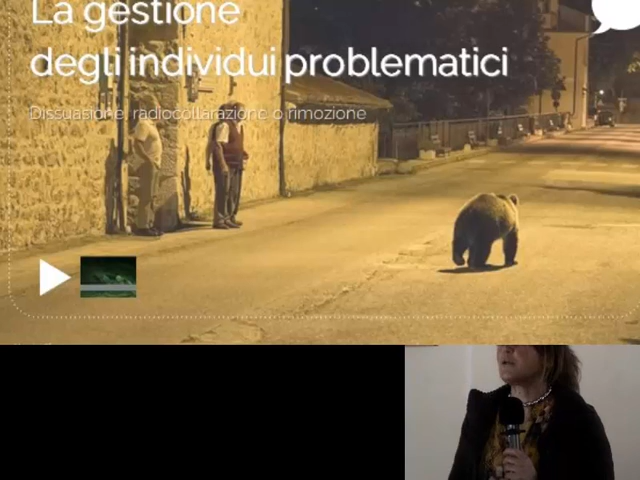 La gestione
degli individui problematici
Dissuasione, radiocollarazione o rimozione